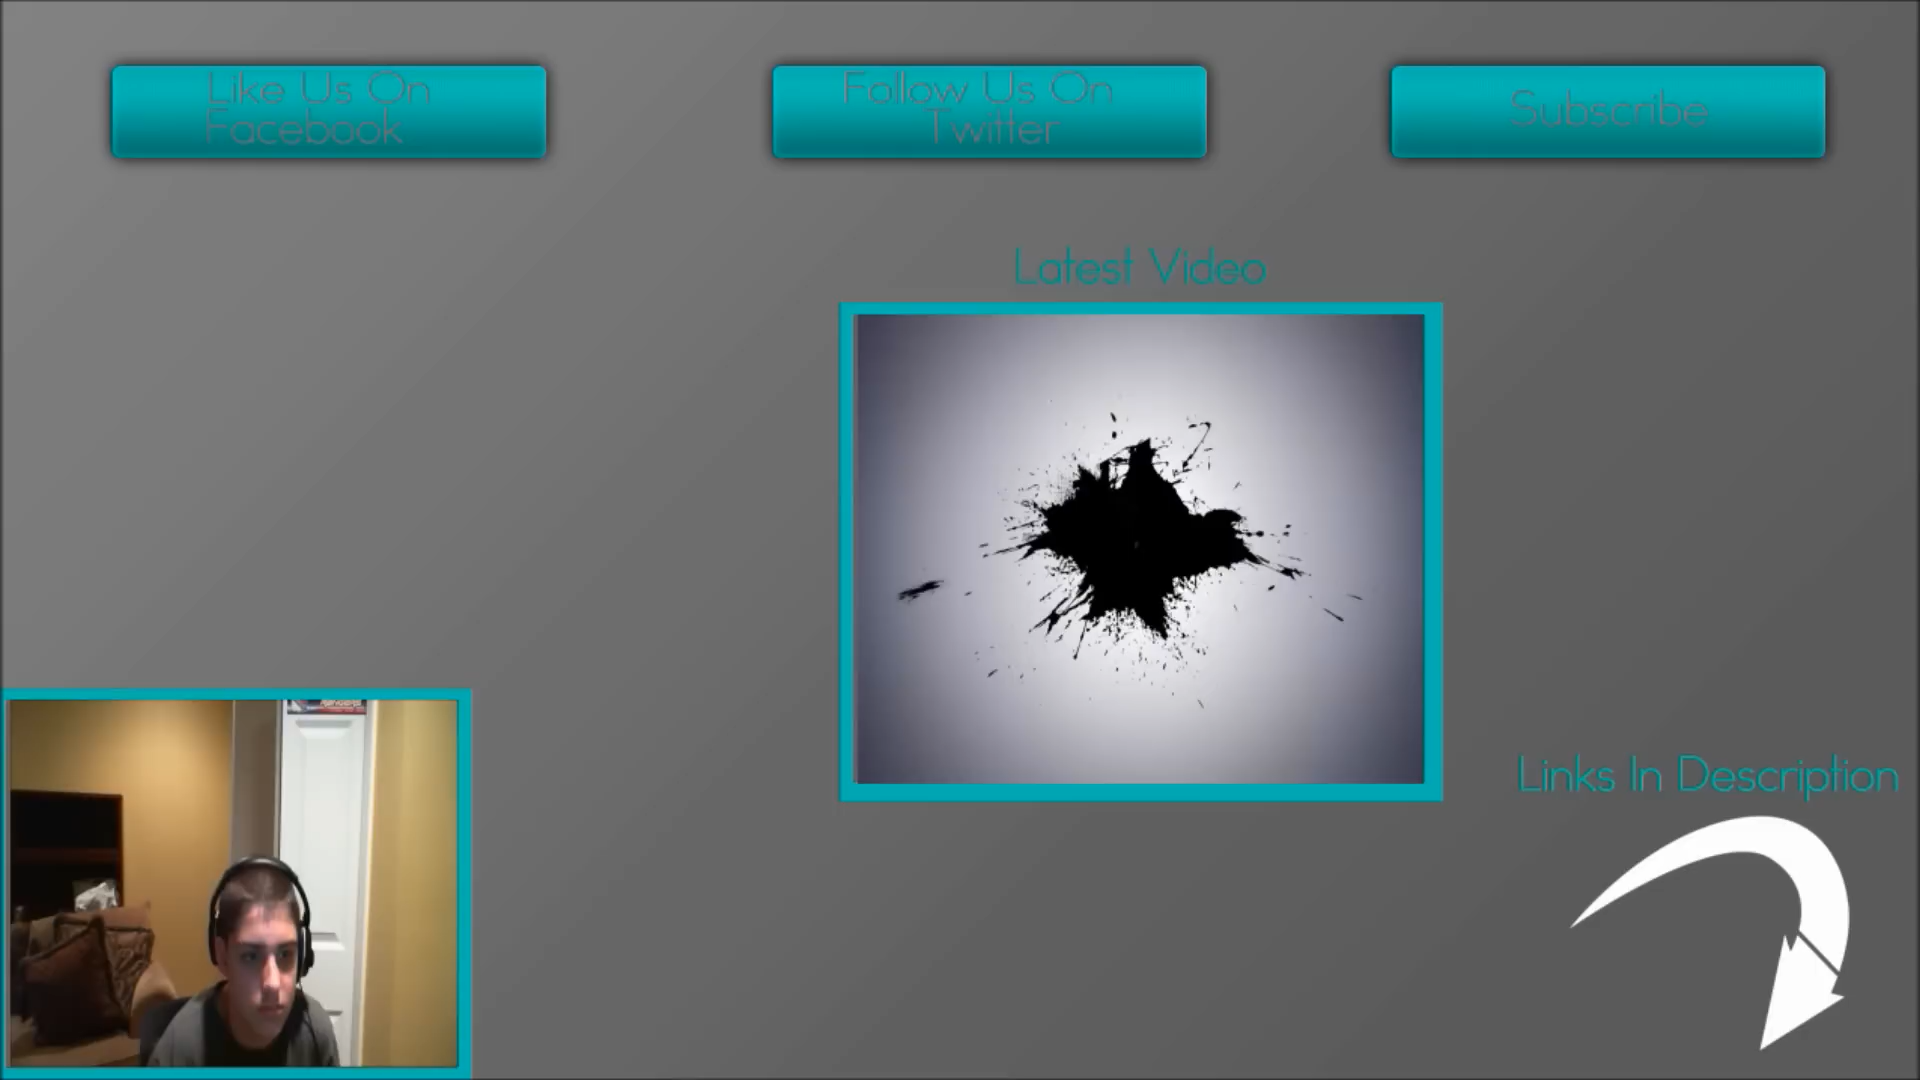 Like Us On
Facebook
Follow Us On
Twitter
Subscribe
Latest Video
Links In Description